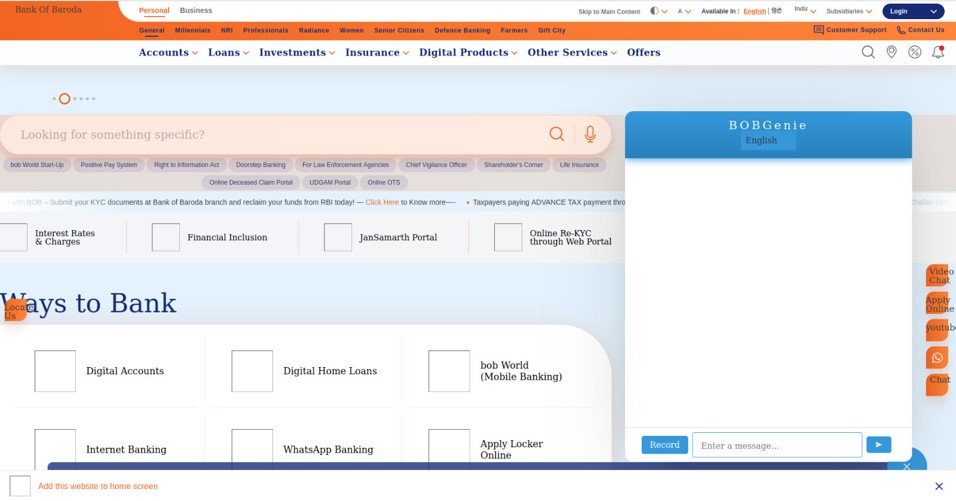 Bank Of Baroda
Personal Business
Skip to Main Content A Available In : English | हिंदी Indic Subsidiaries Login
General Millennials NRI Professionals Radiance Women Senior Citizens Defence Banking Farmers Gift City
Customer Support Contact Us
Accounts Loans Investments Insurance Digital Products Other Services Offers
Looking for something specific?
bob World Start-Up Positive Pay System Right to Information Act Doorstep Banking For Law Enforcement Agencies Chief Vigilance Officer Shareholder's Corner Life Insurance
Online Deceased Claim Portal UDGAM Portal Online OTS
with BOB – Submit your KYC documents at Bank of Baroda branch and reclaim your funds from RBI today! --- Click Here to Know more---- • Taxpayers paying ADVANCE TAX payment thro
Interest Rates
& Charges
Financial Inclusion
JanSamarth Portal
Online Re-KYC
through Web Portal
Ways to Bank
Locate
Us
Digital Accounts
Digital Home Loans
bob World
(Mobile Banking)
Internet Banking
WhatsApp Banking
Apply Locker
Online
BOBGenie
English
Record
Enter a message...
Video
Chat
Apply
Online
youtube
Chat
Add this website to home screen